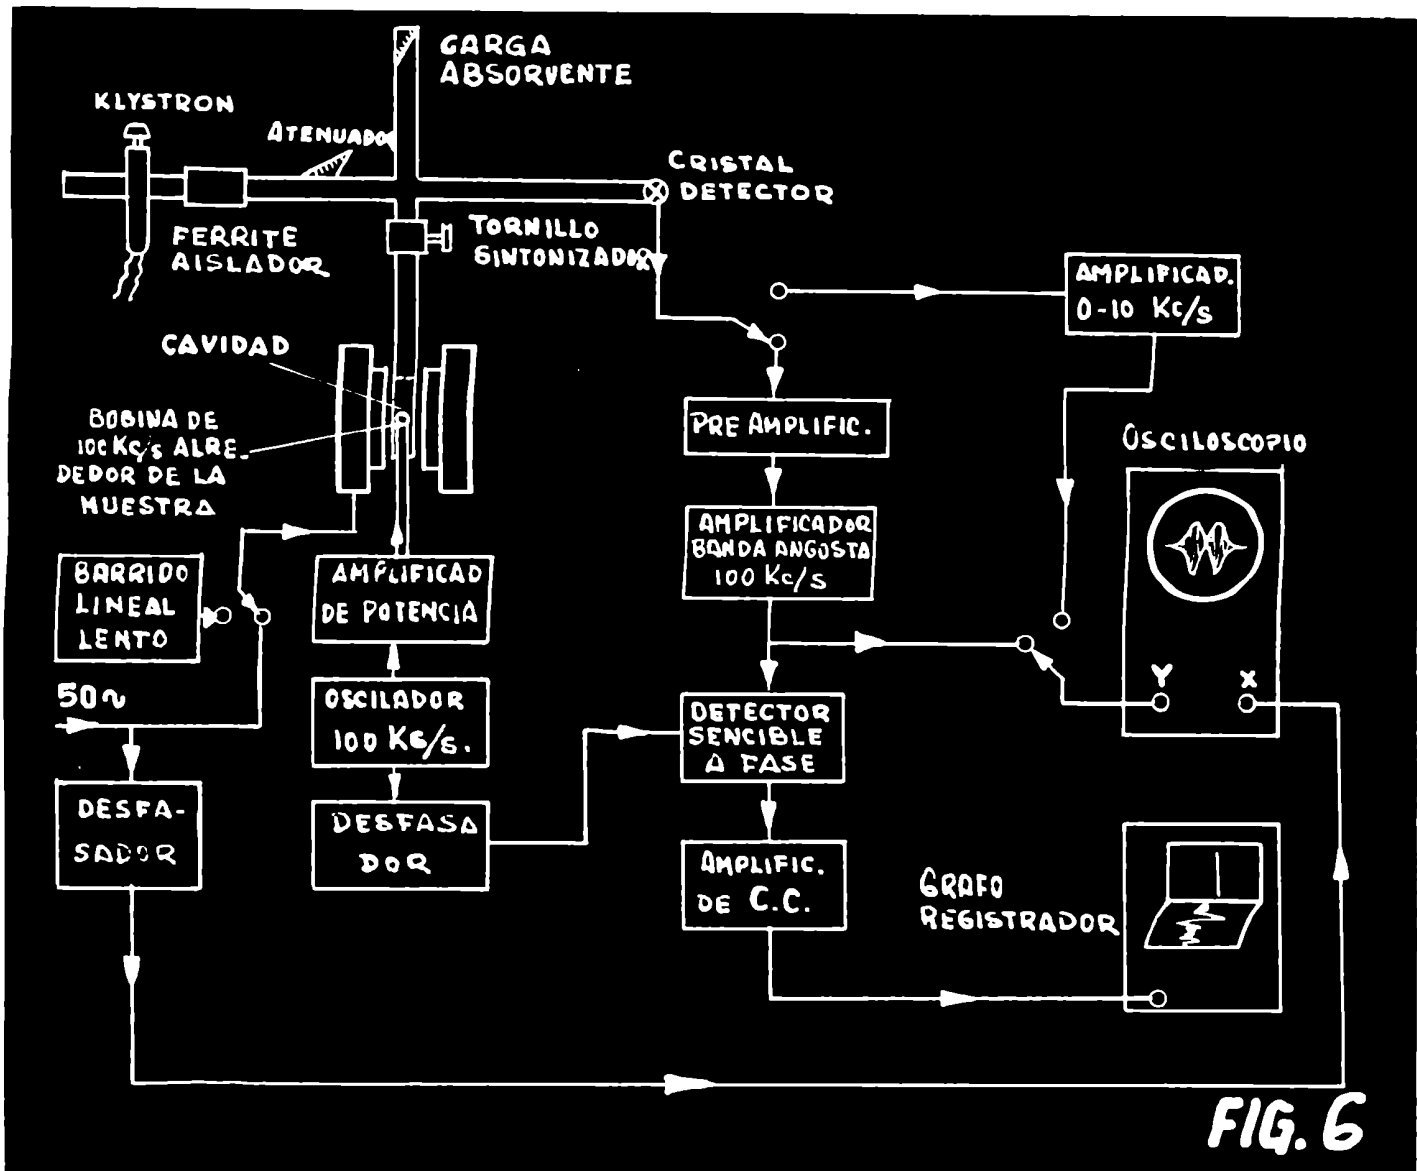 CARGA
ABSORVENTE
KLYSTRON
ATENUADOR
CRISTAL
DETECTOR
FERRITE
AISLADOR
TORNILLO
SINTONIZADOR
AMPLIFICAD.
0-10 Kc/s
CAVIDAD
BOBINA DE
100 Kc/s ALRE-
DEDOR DE LA
MUESTRA
PRE AMPLIFIC.
OSCILOSCOPIO
AMPLIFICADOR
BANDA ANGOSTA
100 Kc/s
BARRIDO
LINEAL
LENTO
AMPLIFICAD
DE POTENCIA
50~
OSCILADOR
100 Kc/s.
DETECTOR
SENCIBLE
A FASE
Y X
DESFA-
SADOR
DESFASA
DOR
AMPLIFIC.
DE C.C.
GRAFO
REGISTRADOR
FIG. 6